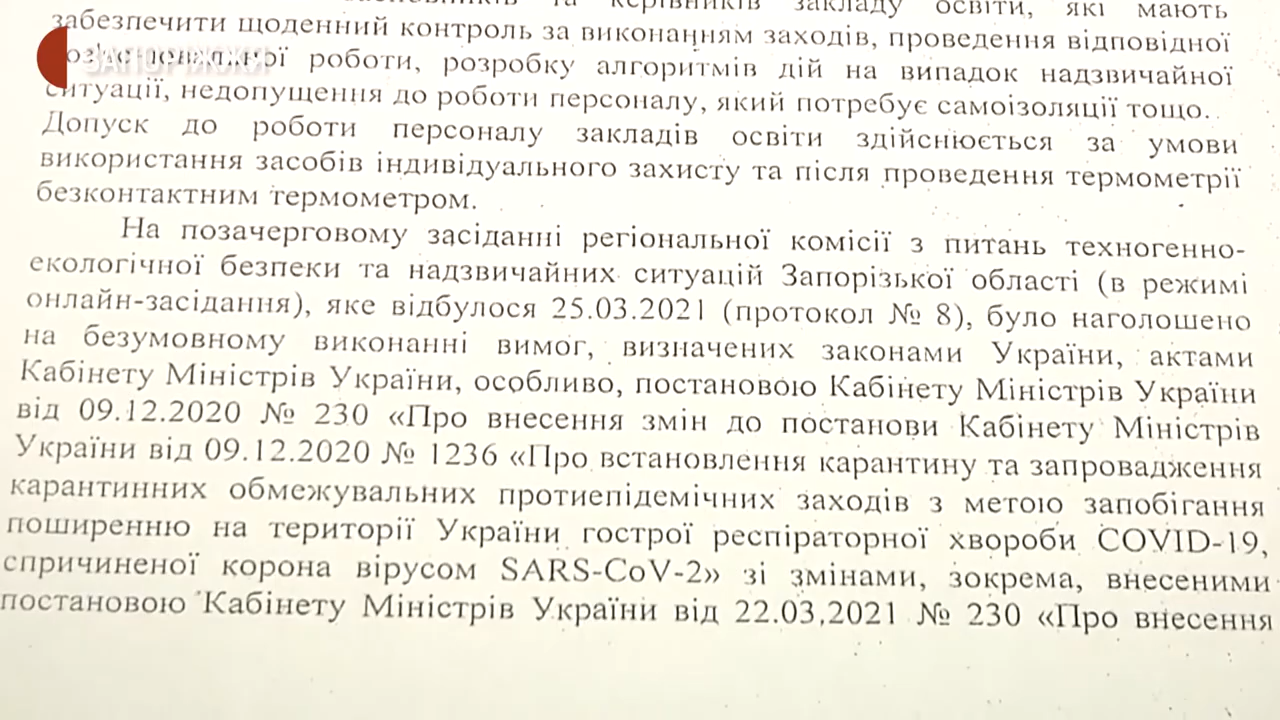 та керівників закладу освіти, які мають
забезпечити щоденний контроль за виконанням заходів, проведення відповідної
роботи, розробку алгоритмів дій на випадок надзвичайної
ЗАПОРІЖЖЯ
ситуації, недопущення до роботи персоналу, який потребує самоізоляції тощо.
Допуск до роботи персоналу закладів освіти здійснюється за умови
використання засобів індивідуального захисту та після проведення термометрії
безконтактним термометром.
На позачерговому засіданні регіональної комісії з питань техногенно-
екологічної безпеки та надзвичайних ситуацій Запорізької області (в режимі
онлайн-засідання), яке відбулося 25.03.2021 (протокол № 8), було наголошено
на безумовному виконанні вимог, визначених законами України, актами
Кабінету Міністрів України, особливо, постановою Кабінету Міністрів України
від 09.12.2020 № 230 «Про внесення змін до постанови Кабінету Міністрів
України від 09.12.2020 № 1236 «Про встановлення карантину та запровадження
карантинних обмежувальних протиепідемічних заходів з метою запобігання
поширенню на території України гострої респіраторної хвороби COVID-19,
спричиненої корона вірусом SARS-CoV-2» зі змінами, зокрема, внесеними
постановою Кабінету Міністрів України від 22.03.2021 № 230 «Про внесення